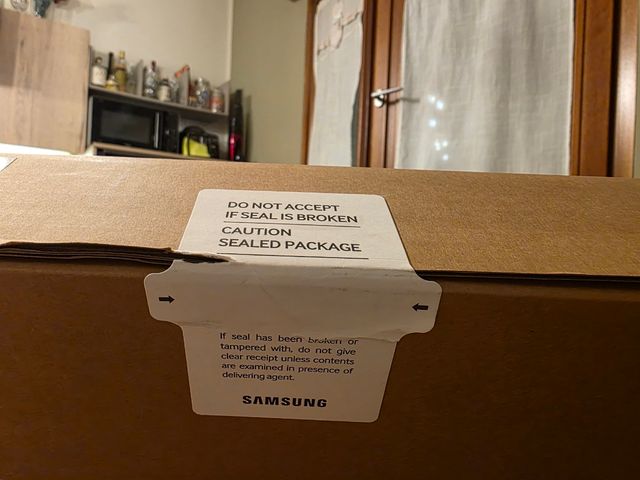 DO NOT ACCEPT
IF SEAL IS BROKEN
CAUTION
SEALED PACKAGE
If seal has been broken or
tampered with, do not give
clear receipt unless contents
are examined in presence of
delivering agent.
SAMSUNG